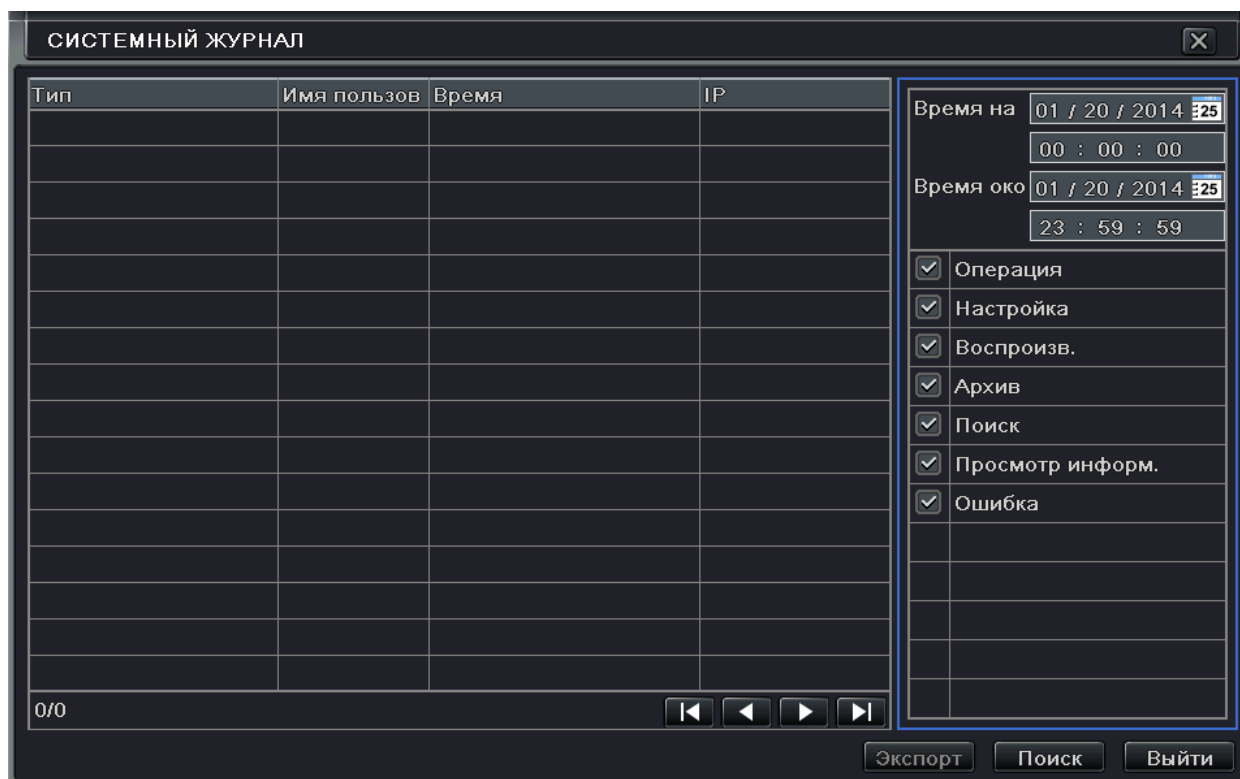 СИСТЕМНЫЙ ЖУРНАЛ
Тип Имя пользов Время IP
Время на 01 / 20 / 2014 25
00 : 00 : 00
Время око 01 / 20 / 2014 25
23 : 59 : 59
Операция
Настройка
Воспроизв.
Архив
Поиск
Просмотр информ.
Ошибка
0/0
Экспорт Поиск Выйти